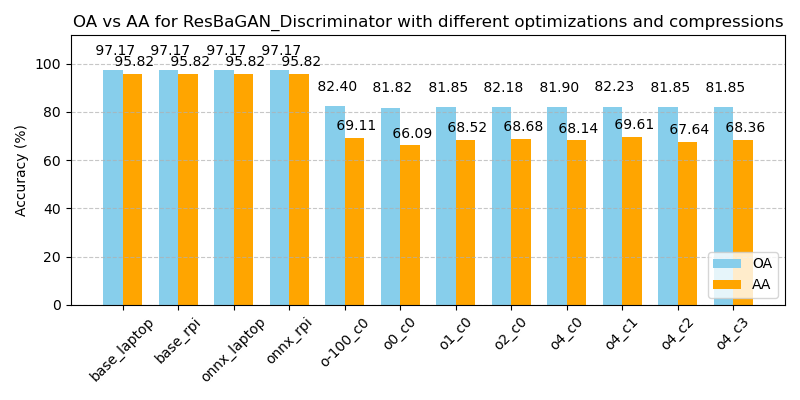 OA vs AA for ResBaGAN_Discriminator with different optimizations and compressions
97.17 97.17 97.17 97.17
95.82 95.82 95.82 95.82
82.40 81.82 81.85 82.18 81.90 82.23 81.85 81.85
69.11 66.09 68.52 68.68 68.14 69.61 67.64 68.36
Accuracy (%)
100
80
60
40
20
0
OA
AA
base_laptop base_rpi onnx_laptop onnx_rpi o-100_c0 o0_c0 o1_c0 o2_c0 o4_c0 o4_c1 o4_c2 o4_c3